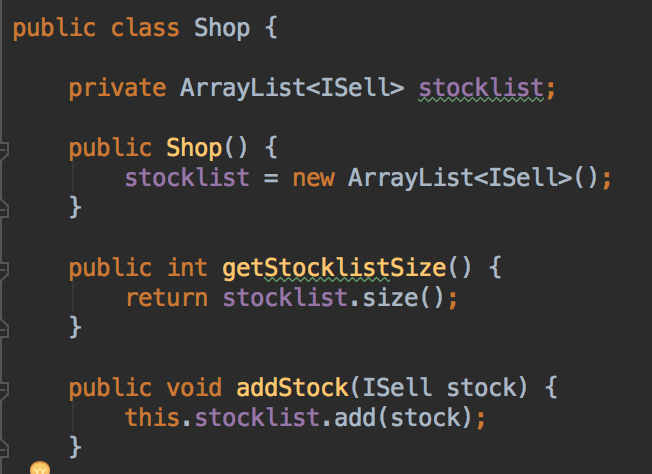 public class Shop {
private ArrayList<ISell> stocklist;
public Shop() {
stocklist = new ArrayList<ISell>();
}
public int getStocklistSize() {
return stocklist.size();
}
public void addStock(ISell stock) {
this.stocklist.add(stock);
}